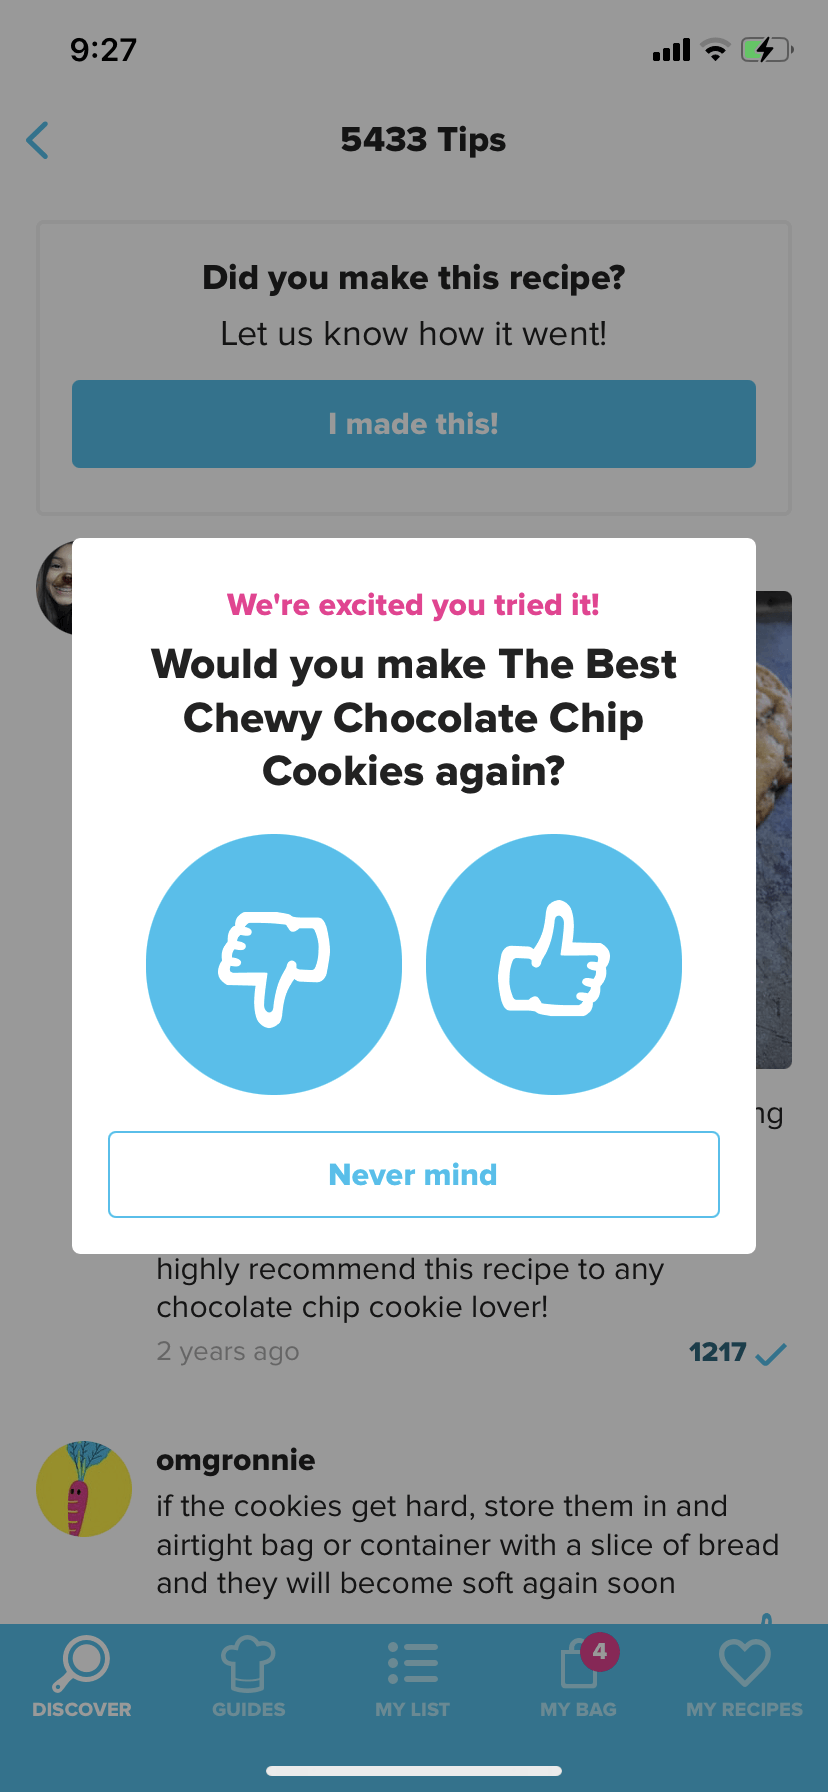 9:27
5433 Tips
Did you make this recipe?
Let us know how it went!
I made this!
We're excited you tried it!
Would you make The Best
Chewy Chocolate Chip
Cookies again?
Never mind
highly recommend this recipe to any
chocolate chip cookie lover!
2 years ago
1217
omgronnie
if the cookies get hard, store them in and
airtight bag or container with a slice of bread
and they will become soft again soon
4
DISCOVER
GUIDES
MY LIST
MY BAG
MY RECIPES